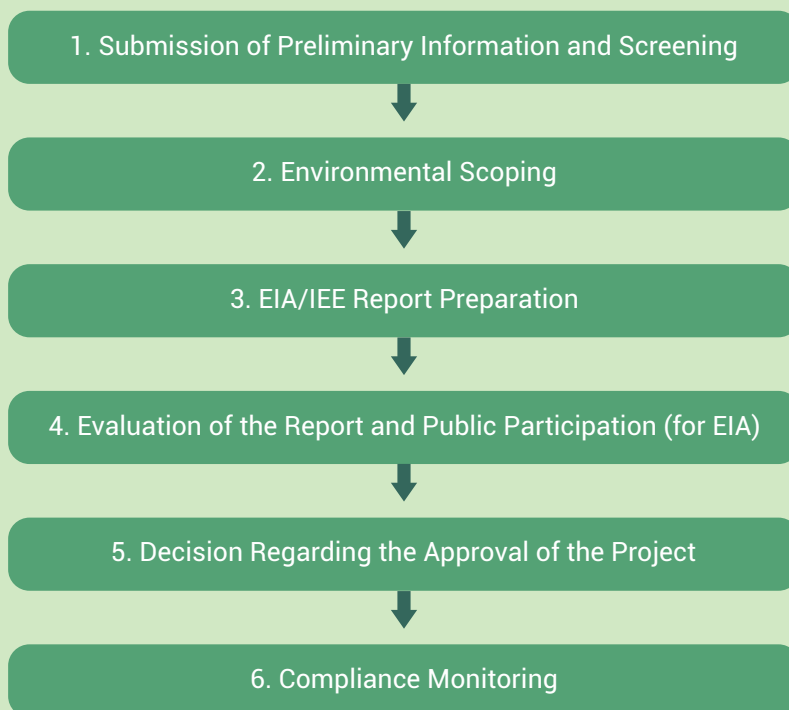 1. Submission of Preliminary Information and Screening
2. Environmental Scoping
3. EIA/IEE Report Preparation
4. Evaluation of the Report and Public Participation (for EIA)
5. Decision Regarding the Approval of the Project
6. Compliance Monitoring